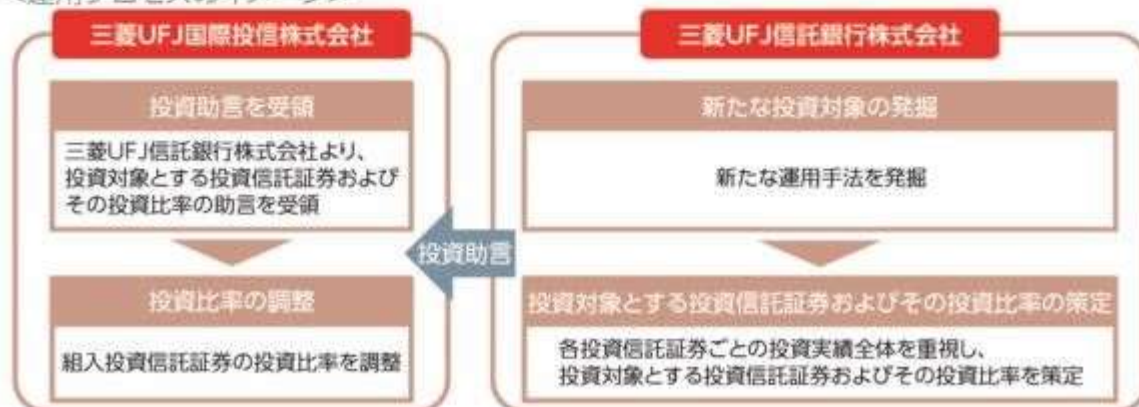 三菱UFJ国際投信株式会社
投資助言を受領
三菱UFJ信託銀行株式会社より、
投資対象とする投資信託証券および
その投資比率の助言を受領
投資比率の調整
組入投資信託証券の投資比率を調整
投資助言
三菱UFJ信託銀行株式会社
新たな投資対象の発掘
新たな運用手法を発掘
投資対象とする投資信託証券およびその投資比率の策定
各投資信託証券ごとの投資実績全体を重視し、
投資対象とする投資信託証券およびその投資比率を策定